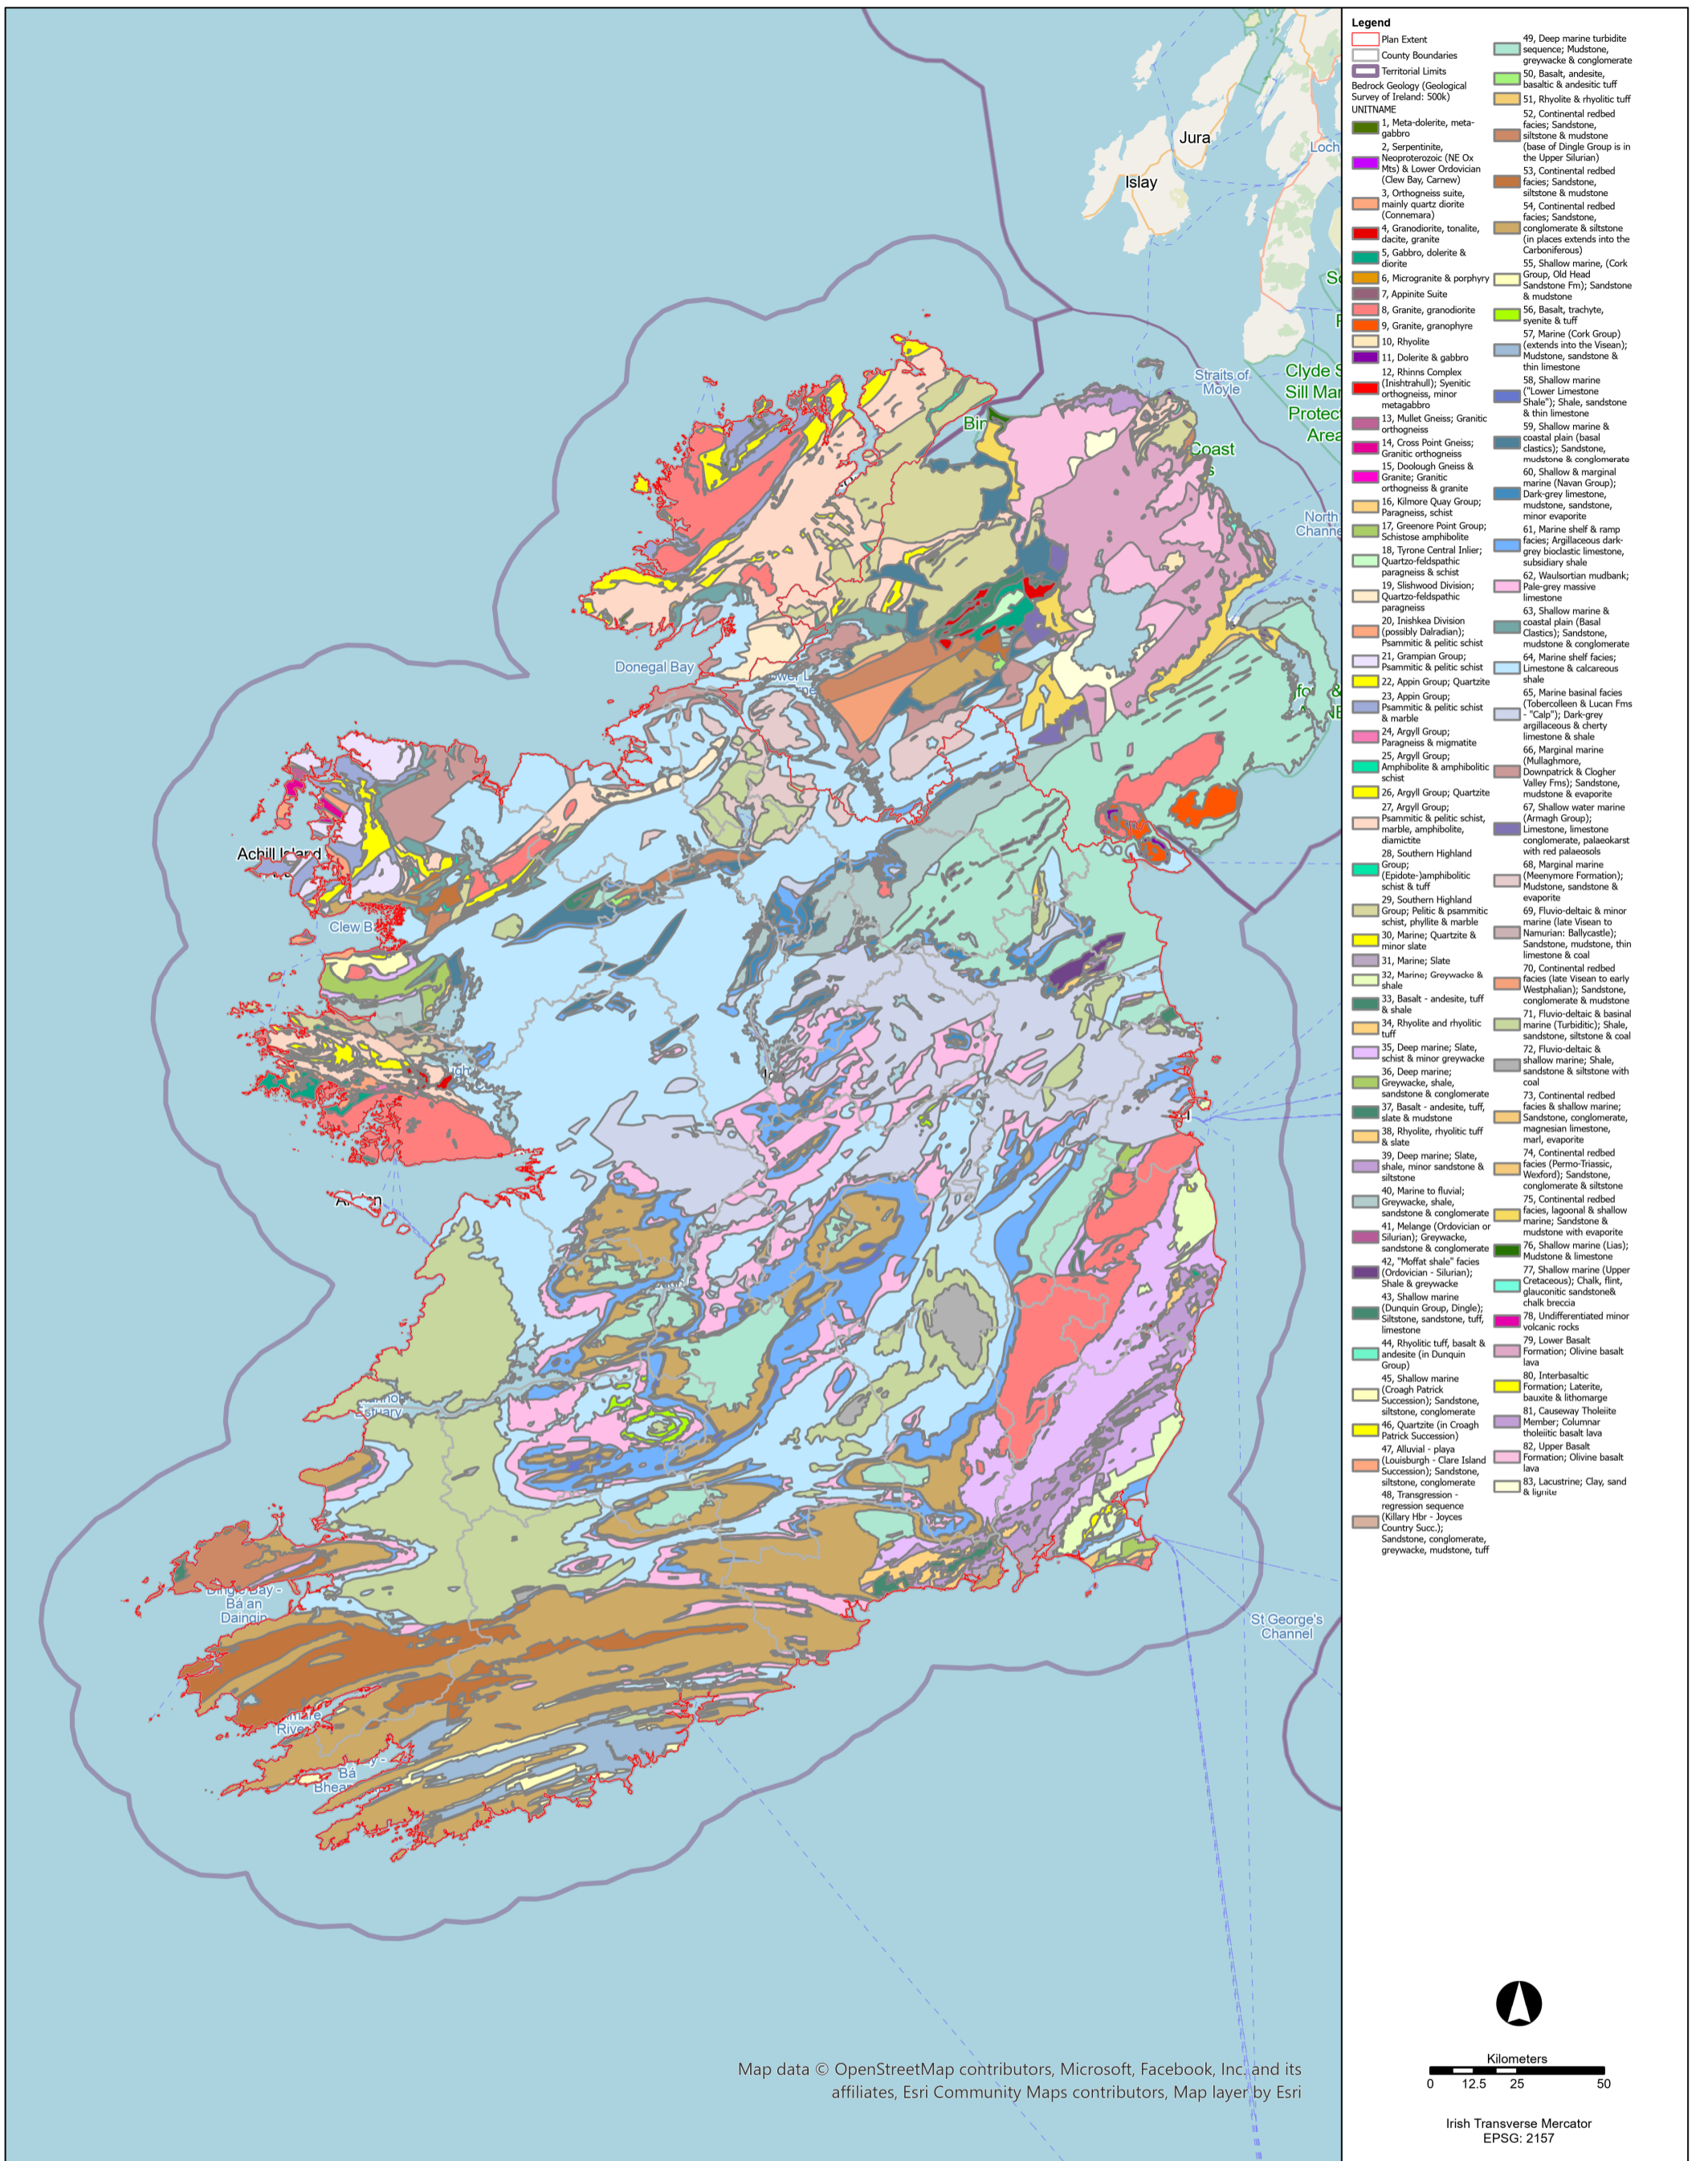 Jura
Loch
Islay
Straits of
Moyle
Clyde S
Sill Mar
Protect
Area
Bin
Coast
s
North
Channe
Donegal Bay
Achill Island
Clew B
ugh
Estuary
Dingle Bay -
Bá an
Daingin
River
Bá
Bhea
St George's
Channel
Map data © OpenStreetMap contributors, Microsoft, Facebook, Inc. and its
affiliates, Esri Community Maps contributors, Map layer by Esri
Legend
Plan Extent
County Boundaries
Territorial Limits
Bedrock Geology (Geological
Survey of Ireland: 500k)
UNITNAME
1, Meta-dolerite, meta-
gabbro
2, Serpentinite,
Neoproterozoic (NE Ox
Mts) & Lower Ordovician
(Clew Bay, Carnew)
3, Orthogneiss suite,
mainly quartz diorite
(Connemara)
4, Granodiorite, tonalite,
dacite, granite
5, Gabbro, dolerite &
diorite
6, Microgranite & porphyry
7, Appinite Suite
8, Granite, granodiorite
9, Granite, granophyre
10, Rhyolite
11, Dolerite & gabbro
12, Rhinns Complex
(Inishtrahull); Syenitic
orthogneiss, minor
metagabbro
13, Mullet Gneiss; Granitic
orthogneiss
14, Cross Point Gneiss;
Granitic orthogneiss
15, Doolough Gneiss &
Granite; Granitic
orthogneiss & granite
16, Kilmore Quay Group;
Paragneiss, schist
17, Greenore Point Group;
Schistose amphibolite
18, Tyrone Central Inlier;
Quartzo-feldspathic
paragneiss & schist
19, Slishwood Division;
Quartzo-feldspathic
paragneiss
20, Inishkea Division
(possibly Dalradian);
Psammitic & pelitic schist
21, Grampian Group;
Psammitic & pelitic schist
22, Appin Group; Quartzite
23, Appin Group;
Psammitic & pelitic schist
& marble
24, Argyll Group;
Paragneiss & migmatite
25, Argyll Group;
Amphibolite & amphibolitic
schist
26, Argyll Group; Quartzite
27, Argyll Group;
Psammitic & pelitic schist,
marble, amphibolite,
diamictite
28, Southern Highland
Group;
(Epidote-)amphibolitic
schist & tuff
29, Southern Highland
Group; Pelitic & psammitic
schist, phyllite & marble
30, Marine; Quartzite &
minor slate
31, Marine; Slate
32, Marine; Greywacke &
shale
33, Basalt - andesite, tuff
& shale
34, Rhyolite and rhyolitic
tuff
35, Deep marine; Slate,
schist & minor greywacke
36, Deep marine;
Greywacke, shale,
sandstone & conglomerate
37, Basalt - andesite, tuff,
slate & mudstone
38, Rhyolite, rhyolitic tuff
& slate
39, Deep marine; Slate,
shale, minor sandstone &
siltstone
40, Marine to fluvial;
Greywacke, shale,
sandstone & conglomerate
41, Melange (Ordovician or
Silurian); Greywacke,
sandstone & conglomerate
42, "Moffat shale" facies
(Ordovician - Silurian);
Shale & greywacke
43, Shallow marine
(Dunquin Group, Dingle);
Siltstone, sandstone, tuff,
limestone
44, Rhyolitic tuff, basalt &
andesite (in Dunquin
Group)
45, Shallow marine
(Croagh Patrick
Succession); Sandstone,
siltstone, conglomerate
46, Quartzite (in Croagh
Patrick Succession)
47, Alluvial - playa
(Louisburgh - Clare Island
Succession); Sandstone,
siltstone, conglomerate
48, Transgression -
regression sequence
(Killary Hbr - Joyces
Country Succ.);
Sandstone, conglomerate,
greywacke, mudstone, tuff
49, Deep marine turbidite
sequence; Mudstone,
greywacke & conglomerate
50, Basalt, andesite,
basaltic & andesitic tuff
51, Rhyolite & rhyolitic tuff
52, Continental redbed
facies; Sandstone,
siltstone & mudstone
(base of Dingle Group is in
the Upper Silurian)
53, Continental redbed
facies; Sandstone,
siltstone & mudstone
54, Continental redbed
facies; Sandstone,
conglomerate & siltstone
(in places extends into the
Carboniferous)
55, Shallow marine, (Cork
Group, Old Head
Sandstone Fm); Sandstone
& mudstone
56, Basalt, trachyte,
syenite & tuff
57, Marine (Cork Group)
(extends into the Visean);
Mudstone, sandstone &
thin limestone
58, Shallow marine
("Lower Limestone
Shale"); Shale, sandstone
& thin limestone
59, Shallow marine &
coastal plain (basal
clastics); Sandstone,
mudstone & conglomerate
60, Shallow & marginal
marine (Navan Group);
Dark-grey limestone,
mudstone, sandstone,
minor evaporite
61, Marine shelf & ramp
facies; Argillaceous dark-
grey bioclastic limestone,
subsidiary shale
62, Waulsortian mudbank;
Pale-grey massive
limestone
63, Shallow marine &
coastal plain (Basal
Clastics); Sandstone,
mudstone & conglomerate
64, Marine shelf facies;
Limestone & calcareous
shale
65, Marine basinal facies
(Tobercolleen & Lucan Fms
- "Calp"); Dark-grey
argillaceous & cherty
limestone & shale
66, Marginal marine
(Mullaghmore,
Downpatrick & Clogher
Valley Fms); Sandstone,
mudstone & evaporite
67, Shallow water marine
(Armagh Group);
Limestone, limestone
conglomerate, palaeokarst
with red palaeosols
68, Marginal marine
(Meenymore Formation);
Mudstone, sandstone &
evaporite
69, Fluvio-deltaic & minor
marine (late Visean to
Namurian: Ballycastle);
Sandstone, mudstone, thin
limestone & coal
70, Continental redbed
facies (late Visean to early
Westphalian); Sandstone,
conglomerate & mudstone
71, Fluvio-deltaic & basinal
marine (Turbiditic); Shale,
sandstone, siltstone & coal
72, Fluvio-deltaic &
shallow marine; Shale,
sandstone & siltstone with
coal
73, Continental redbed
facies & shallow marine;
Sandstone, conglomerate,
magnesian limestone,
marl, evaporite
74, Continental redbed
facies (Permo-Triassic,
Wexford); Sandstone,
conglomerate & siltstone
75, Continental redbed
facies, lagoonal & shallow
marine; Sandstone &
mudstone with evaporite
76, Shallow marine (Lias);
Mudstone & limestone
77, Shallow marine (Upper
Cretaceous); Chalk, flint,
glauconitic sandstone&
chalk breccia
78, Undifferentiated minor
volcanic rocks
79, Lower Basalt
Formation; Olivine basalt
lava
80, Interbasaltic
Formation; Laterite,
bauxite & lithomarge
81, Causeway Tholeiite
Member; Columnar
tholeiitic basalt lava
82, Upper Basalt
Formation; Olivine basalt
lava
83, Lacustrine; Clay, sand
& lignite
Kilometers
0 12.5 25 50
Irish Transverse Mercator
EPSG: 2157